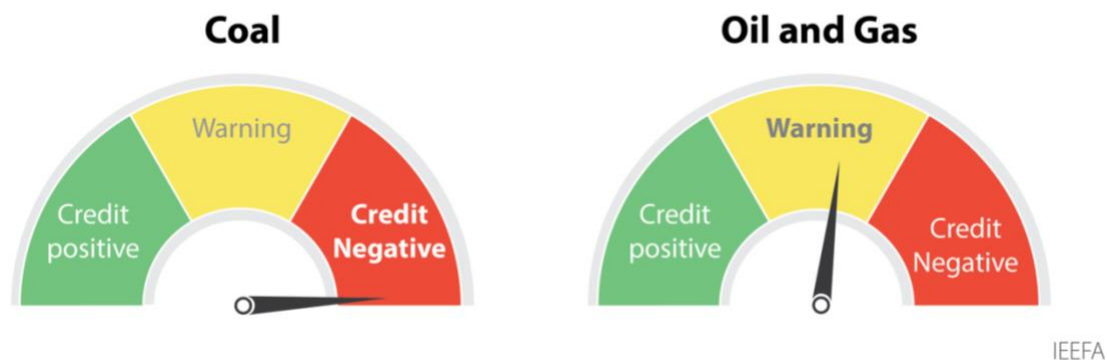 Coal
Oil and Gas
Warning
Credit
positive
Credit
Negative
Warning
Credit
positive
Credit
Negative
IEEFA